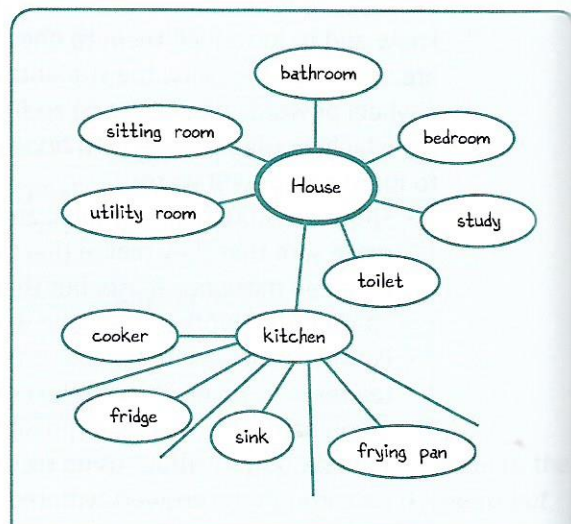 bathroom
sitting room
bedroom
House
utility room
study
toilet
cooker
kitchen
fridge
sink
frying pan